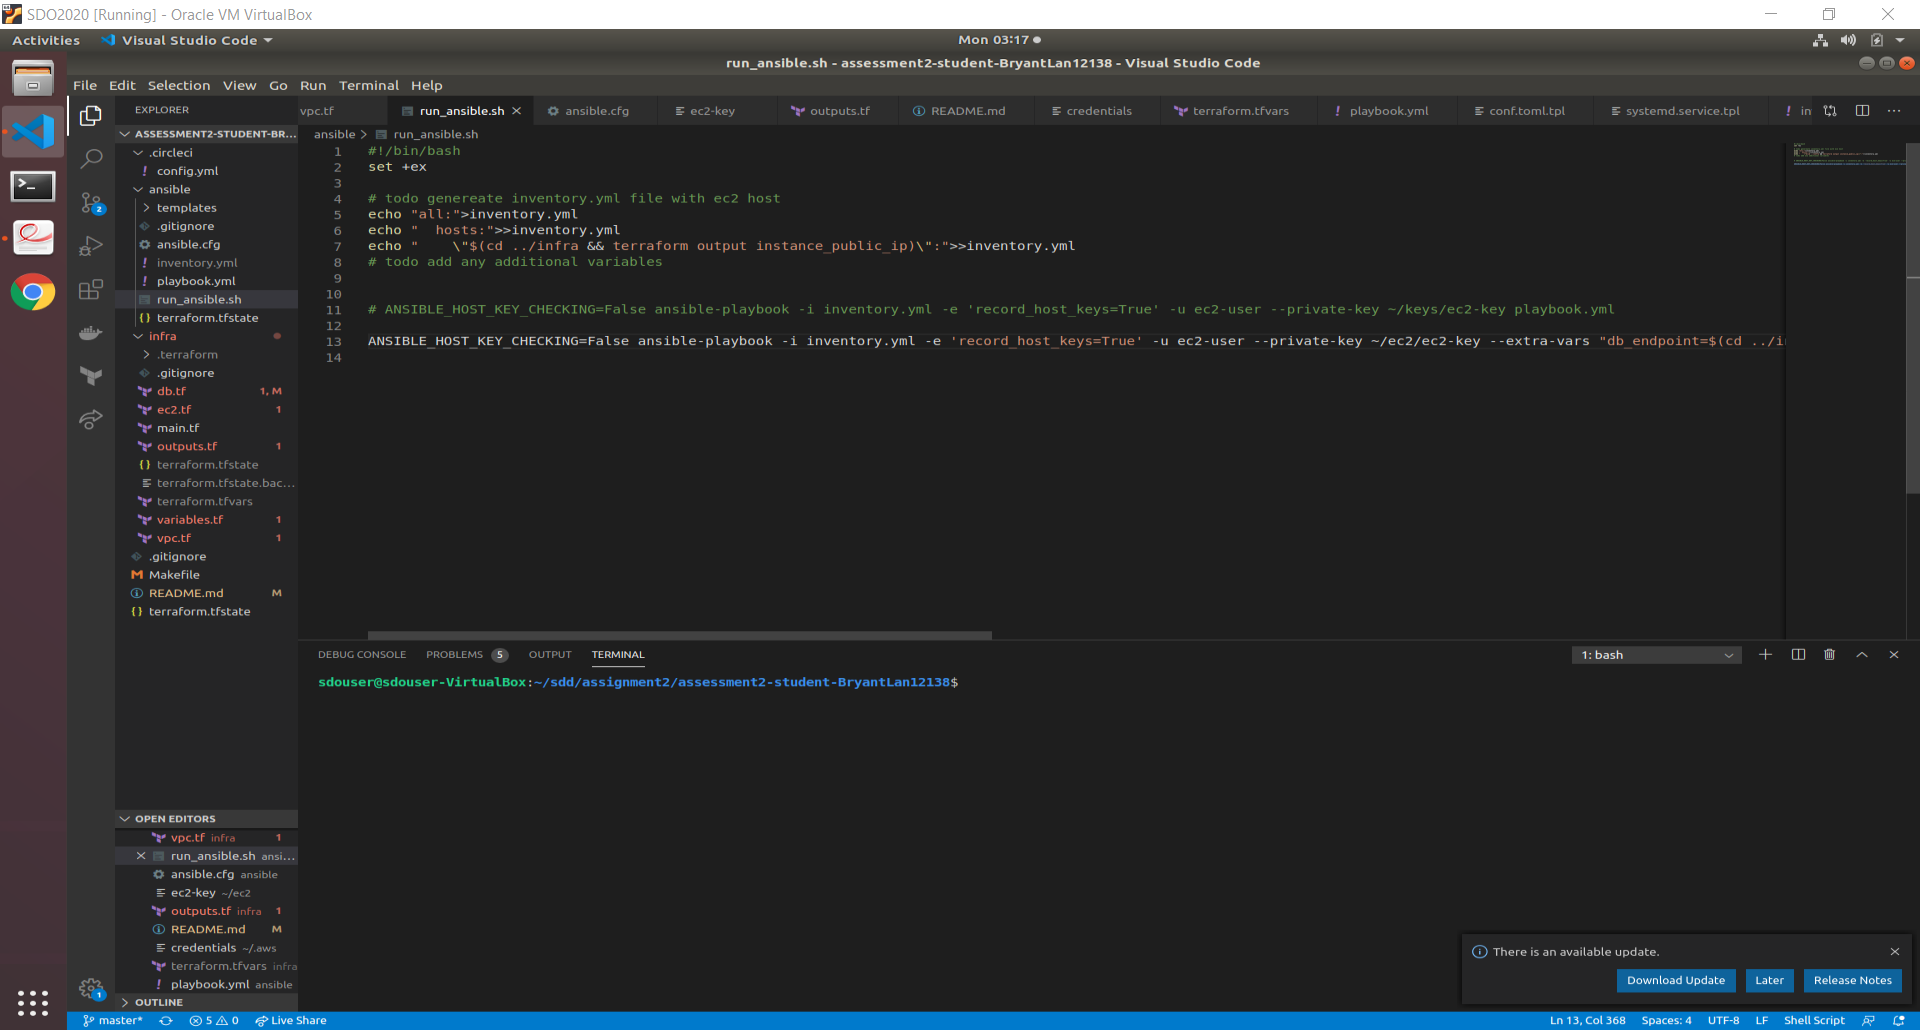 SDO2020 [Running] - Oracle VM VirtualBox
Activities
Visual Studio Code
Mon 03:17
run_ansible.sh - assessment2-student-BryantLan12138 - Visual Studio Code
File Edit Selection View Go Run Terminal Help
EXPLORER
vpc.tf
run_ansible.sh
ansible.cfg
ec2-key
outputs.tf
README.md
credentials
terraform.tfvars
playbook.yml
conf.toml.tpl
systemd.service.tpl
in
ASSESSMENT2-STUDENT-BR...
.circleci
config.yml
ansible
templates
.gitignore
ansible.cfg
inventory.yml
playbook.yml
run_ansible.sh
terraform.tfstate
infra
.terraform
.gitignore
db.tf 1, M
ec2.tf 1
main.tf
outputs.tf 1
terraform.tfstate
terraform.tfstate.bac...
terraform.tfvars
variables.tf 1
vpc.tf 1
.gitignore
Makefile
README.md M
terraform.tfstate
ansible > run_ansible.sh
1 #!/bin/bash
2 set +ex
3
4 # todo genereate inventory.yml file with ec2 host
5 echo "all:">inventory.yml
6 echo "  hosts:">>inventory.yml
7 echo "    \"$(cd ../infra && terraform output instance_public_ip)\":">>inventory.yml
8 # todo add any additional variables
9
10
11 # ANSIBLE_HOST_KEY_CHECKING=False ansible-playbook -i inventory.yml -e 'record_host_keys=True' -u ec2-user --private-key ~/keys/ec2-key playbook.yml
12
13 ANSIBLE_HOST_KEY_CHECKING=False ansible-playbook -i inventory.yml -e 'record_host_keys=True' -u ec2-user --private-key ~/ec2/ec2-key --extra-vars "db_endpoint=$(cd ../i
14
DEBUG CONSOLE PROBLEMS 5 OUTPUT TERMINAL
1: bash
sdouser@sdouser-VirtualBox:~/sdd/assignment2/assessment2-student-BryantLan12138$
OPEN EDITORS
vpc.tf infra 1
run_ansible.sh ansi...
ansible.cfg ansible
ec2-key ~/ec2
outputs.tf infra 1
README.md M
credentials ~/.aws
terraform.tfvars infra
playbook.yml ansible
OUTLINE
2
1
There is an available update.
Download Update
Later
Release Notes
master*
5 0
Live Share
Ln 13, Col 368
Spaces: 4
UTF-8
LF
Shell Script